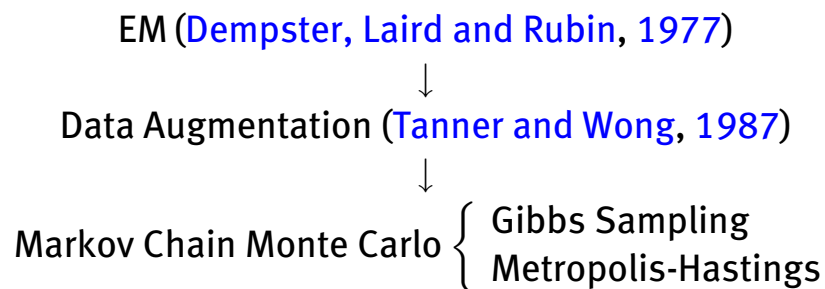 EM (Dempster, Laird and Rubin, 1977)
↓
Data Augmentation (Tanner and Wong, 1987)
↓
Markov Chain Monte Carlo { Gibbs Sampling
Metropolis-Hastings